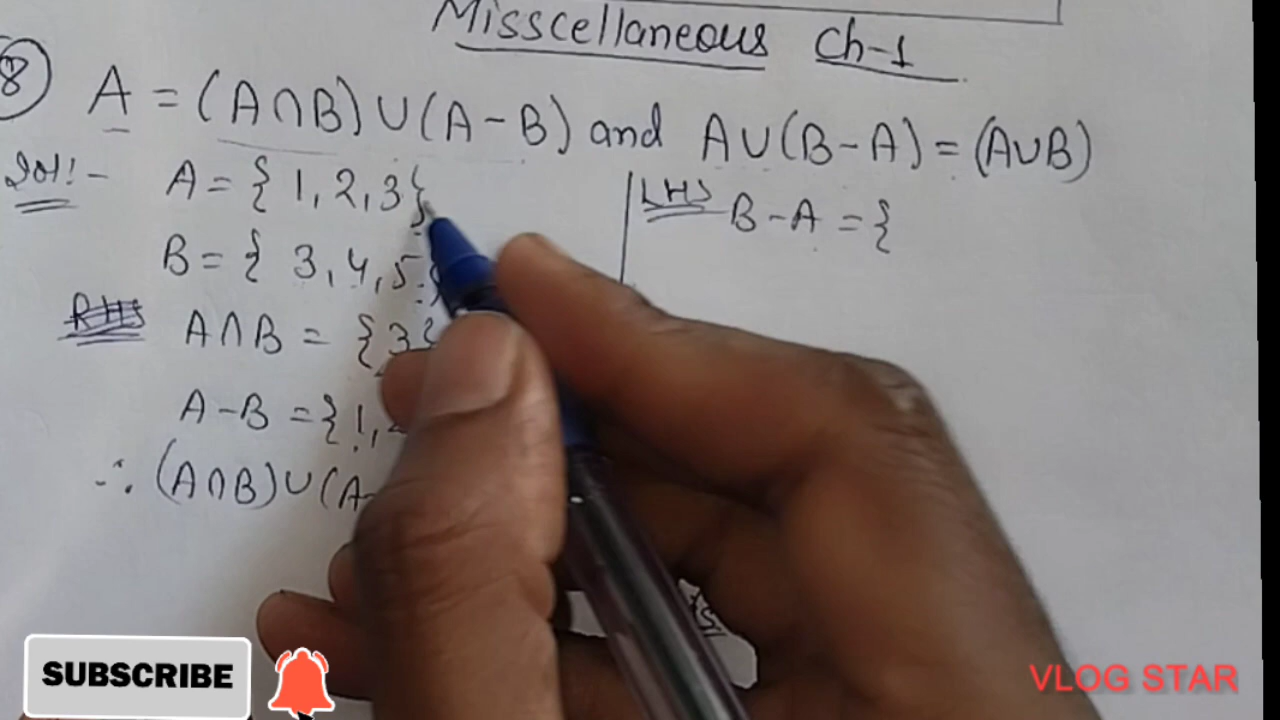 Misscellaneous Ch-1
8 A = (A∩B) ∪ (A - B) and A∪(B - A) = (A∪B)
Sol! -
A = { 1, 2, 3 }
B = { 3, 4, 5 }
RHS A∩B = { 3 }
A - B = { 1,
∴ (A∩B) ∪ (A-
LHS B - A = {
SUBSCRIBE
VLOG STAR